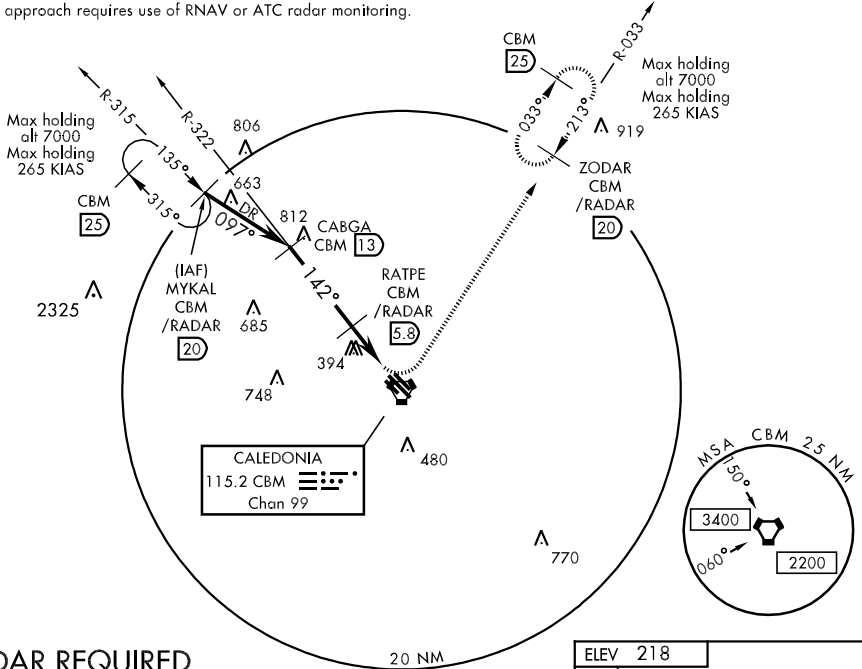 approach requires use of RNAV or ATC radar monitoring.
CBM
25
R-033
Max holding
alt 7000
Max holding
265 KIAS
033°
213°
919
ZODAR
CBM
/RADAR
20
R-315
R-322
Max holding
alt 7000
Max holding
265 KIAS
135°
315°
CBM
25
806
663
DR
097°
812
CABGA
CBM 13
142°
(IAF)
MYKAL
CBM
/RADAR
20
RATPE
CBM
/RADAR
5.8
2325
685
394
748
CALEDONIA
115.2 CBM
Chan 99
480
770
MSA CBM 25 NM
150°
3400
060°
2200
20 NM
DAR REQUIRED
ELEV 218